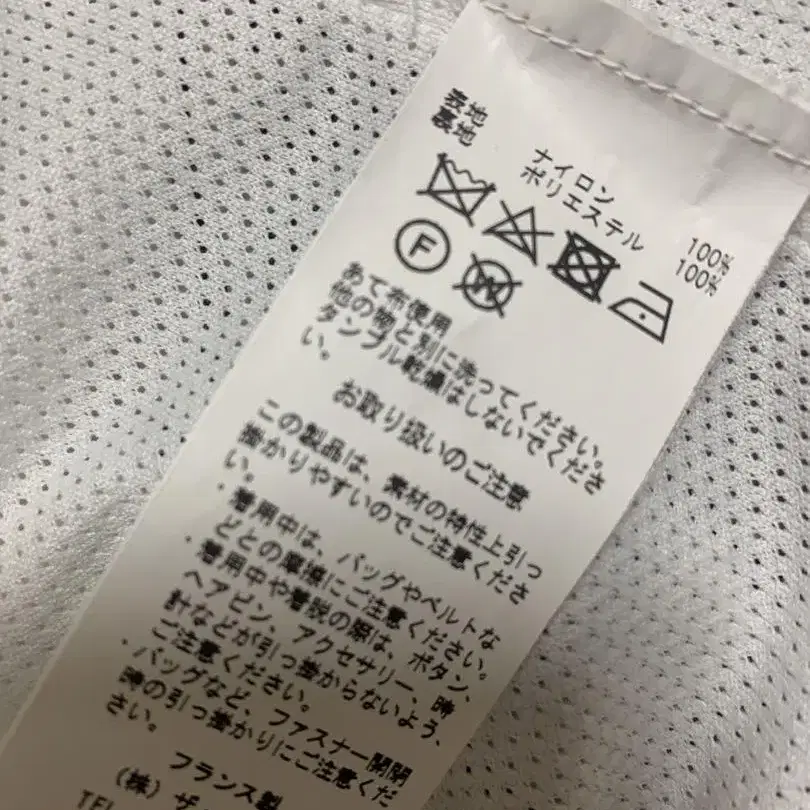 表地 ナイロン 100%
裏地 ポリエステル 100%
F W
あて布使用
他の物と別に洗ってください。
タンブル乾燥はしないでくださ
い。
お取り扱いのご注意
この製品は、素材の特性上引っ
掛かりやすいのでご注意くださ
い。
・着用中は、バッグやベルトな
どとの摩擦にご注意ください。
・着用中や着脱の際は、ボタン、
ヘアピン、アクセサリー、時
計などが引っ掛からないよう、
ご注意ください。
・バッグなど、ファスナー開閉
時の引っ掛かりにご注意くだ
さい。
フランス製
(株) ザ
TEL